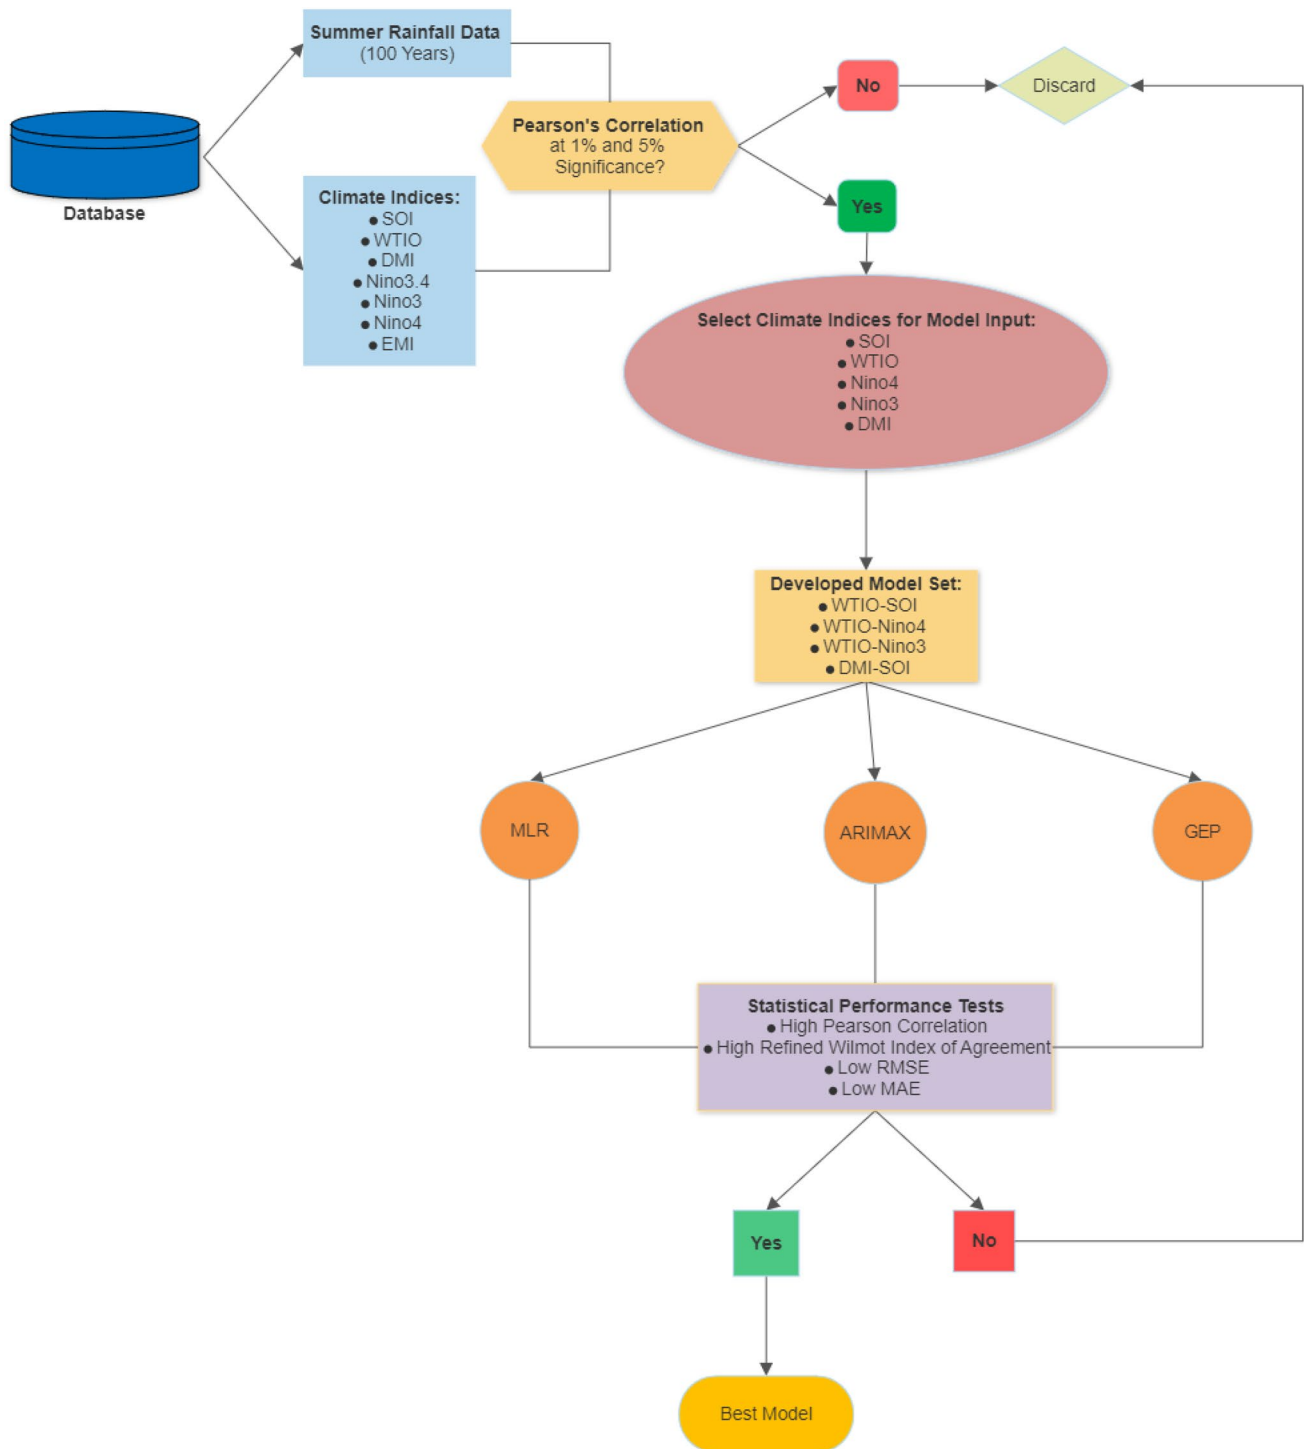 Summer Rainfall Data
(100 Years)
No
Discard
Pearson's Correlation
at 1% and 5%
Significance?
Database
Climate Indices:
● SOI
● WTIO
● DMI
● Nino3.4
● Nino3
● Nino4
● EMI
Yes
Select Climate Indices for Model Input:
● SOI
● WTIO
● Nino4
● Nino3
● DMI
Developed Model Set:
● WTIO-SOI
● WTIO-Nino4
● WTIO-Nino3
● DMI-SOI
MLR
ARIMAX
GEP
Statistical Performance Tests
● High Pearson Correlation
● High Refined Wilmot Index of Agreement
● Low RMSE
● Low MAE
Yes
No
Best Model